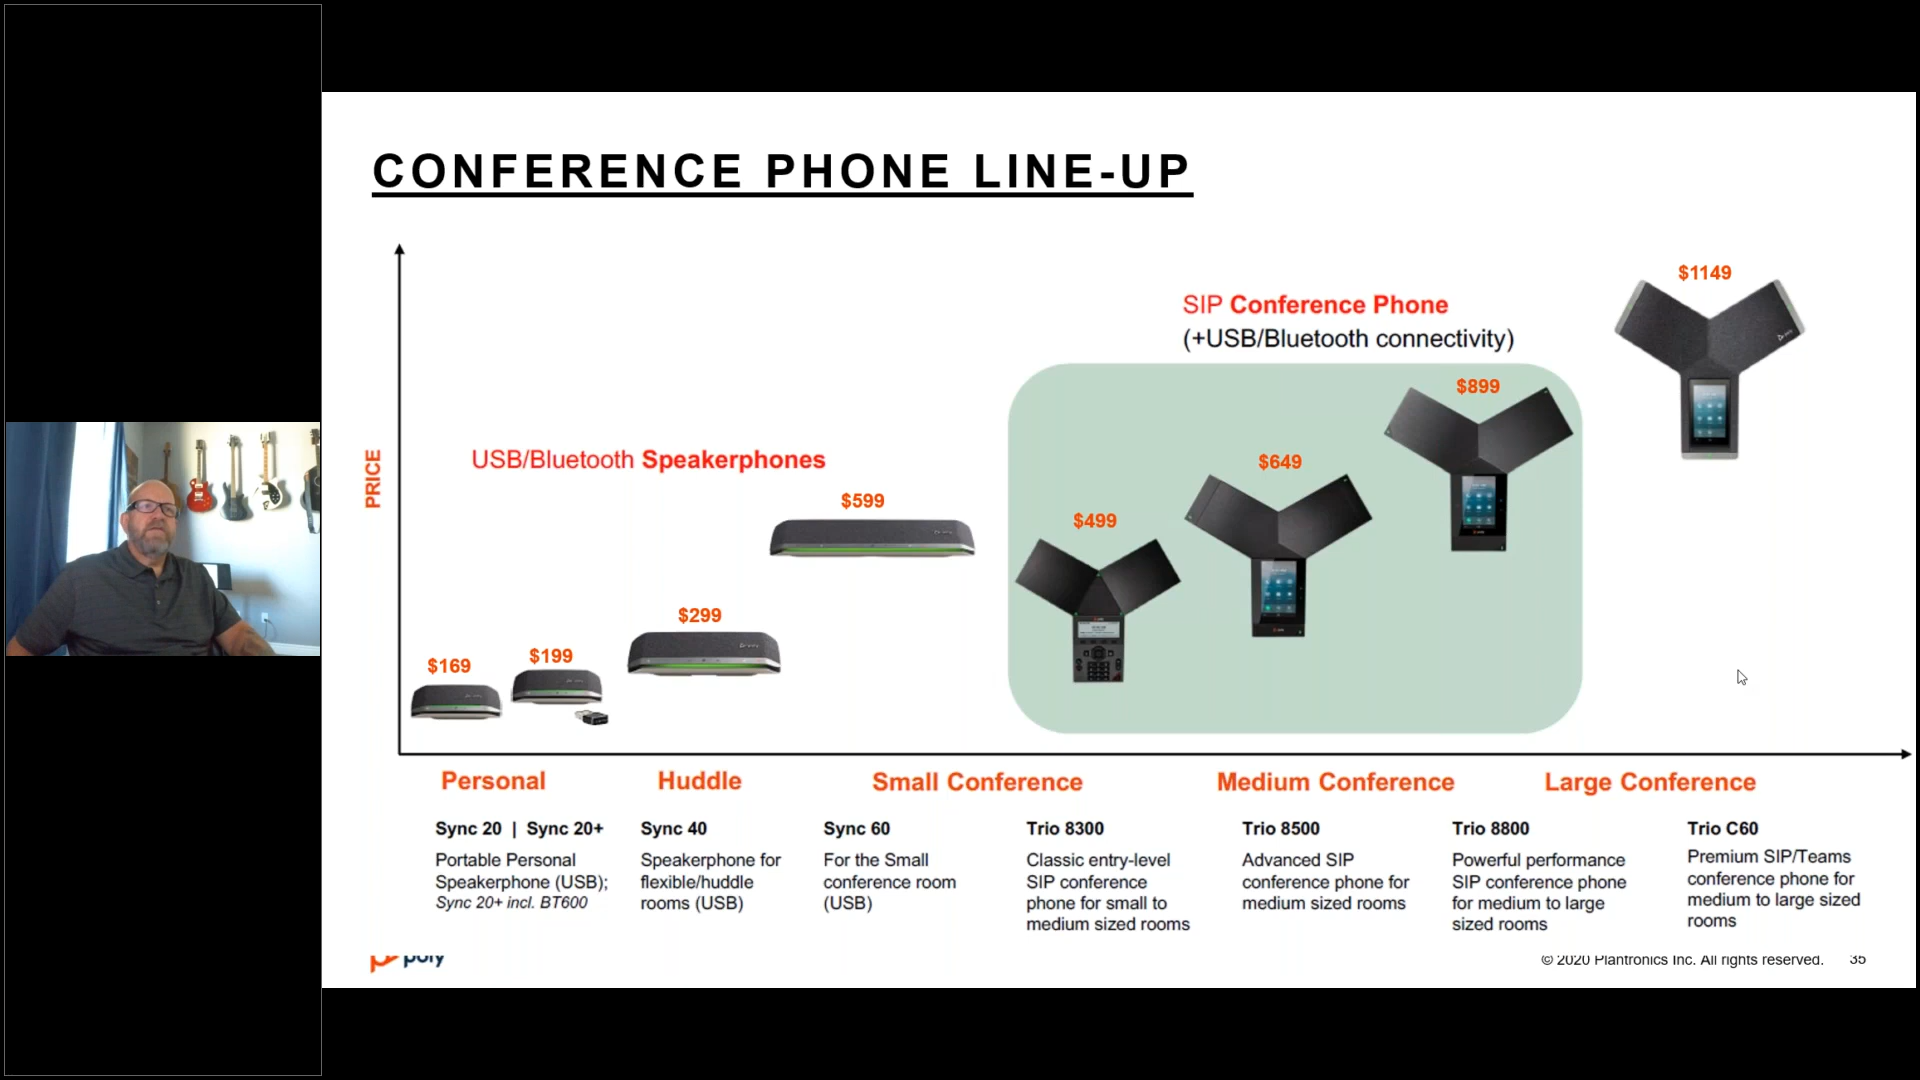 CONFERENCE PHONE LINE-UP
$1149
SIP Conference Phone
(+USB/Bluetooth connectivity)
$899
USB/Bluetooth Speakerphones
$649
PRICE
$599
$499
$299
$199
$169
Personal
Huddle
Small Conference
Medium Conference
Large Conference
Sync 20 | Sync 20+
Portable Personal
Speakerphone (USB);
Sync 20+ incl. BT600
Sync 40
Speakerphone for
flexible/huddle
rooms (USB)
Sync 60
For the Small
conference room
(USB)
Trio 8300
Classic entry-level
SIP conference
phone for small to
medium sized rooms
Trio 8500
Advanced SIP
conference phone for
medium sized rooms
Trio 8800
Powerful performance
SIP conference phone
for medium to large
sized rooms
Trio C60
Premium SIP/Teams
conference phone for
medium to large sized
rooms
poly
© 2020 Plantronics Inc. All rights reserved.
35